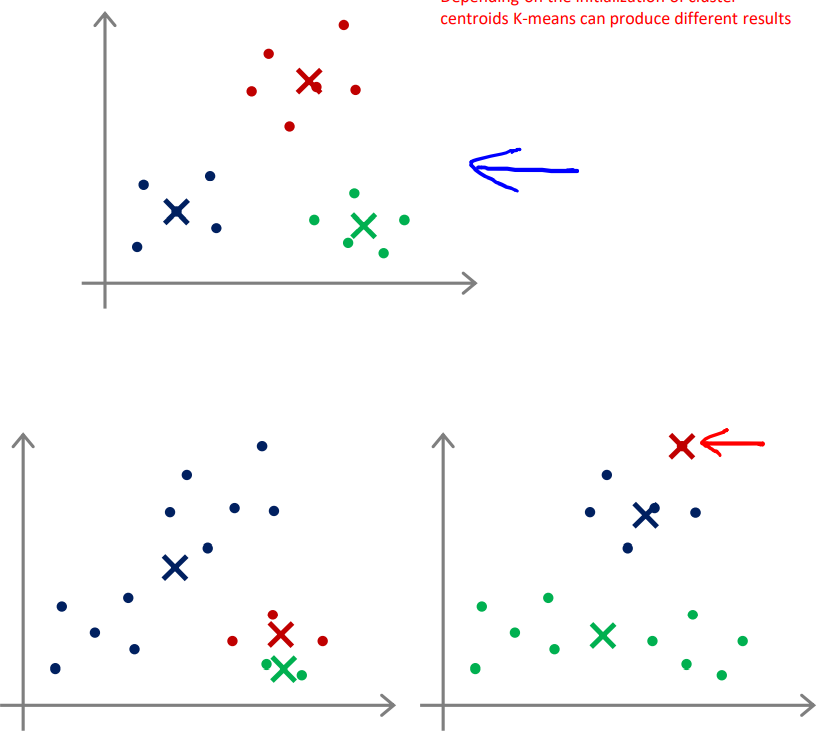 Depending on the initialization of cluster
centroids K-means can produce different results